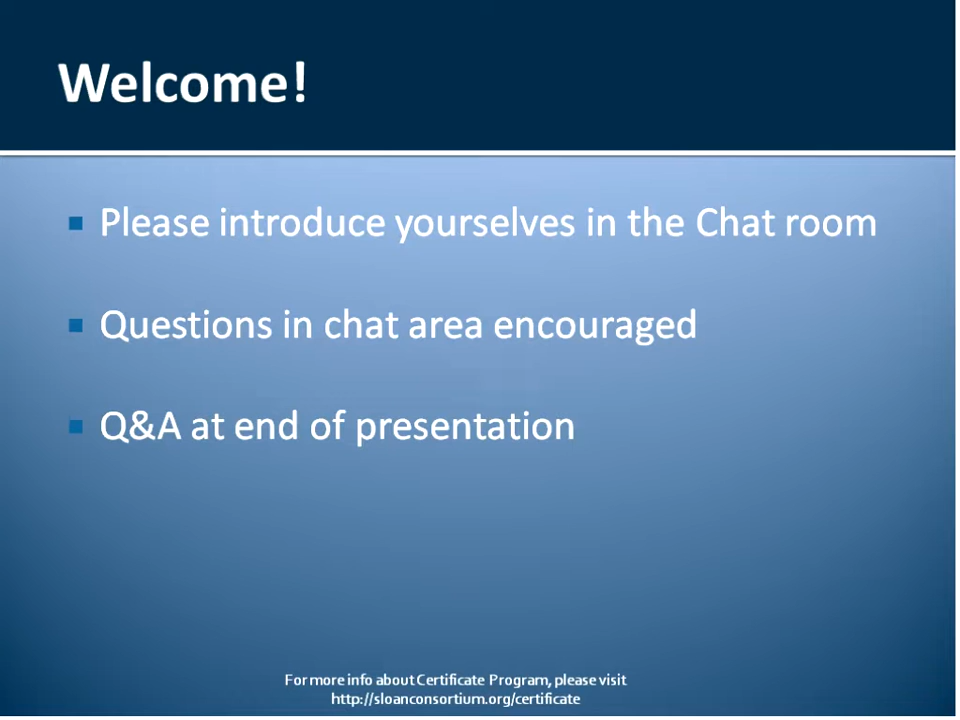 Welcome!
Please introduce yourselves in the Chat room
Questions in chat area encouraged
Q&A at end of presentation
For more info about Certificate Program, please visit
http://sloanconsortium.org/certificate